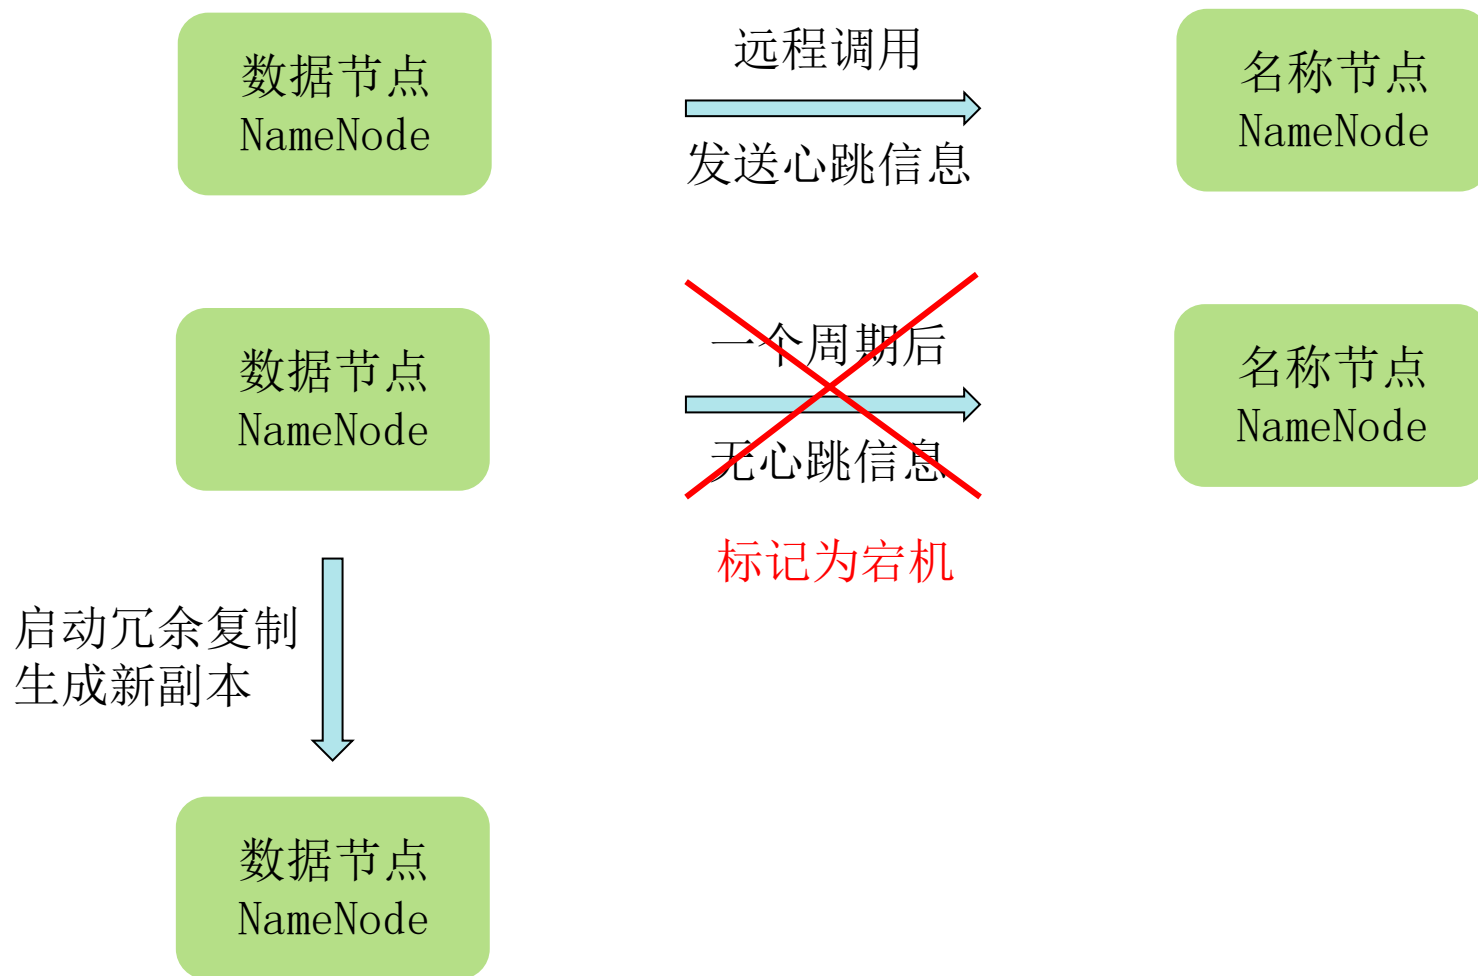 数据节点
NameNode
远程调用
发送心跳信息
名称节点
NameNode
数据节点
NameNode
一个周期后
无心跳信息
标记为宕机
名称节点
NameNode
启动冗余复制
生成新副本
数据节点
NameNode